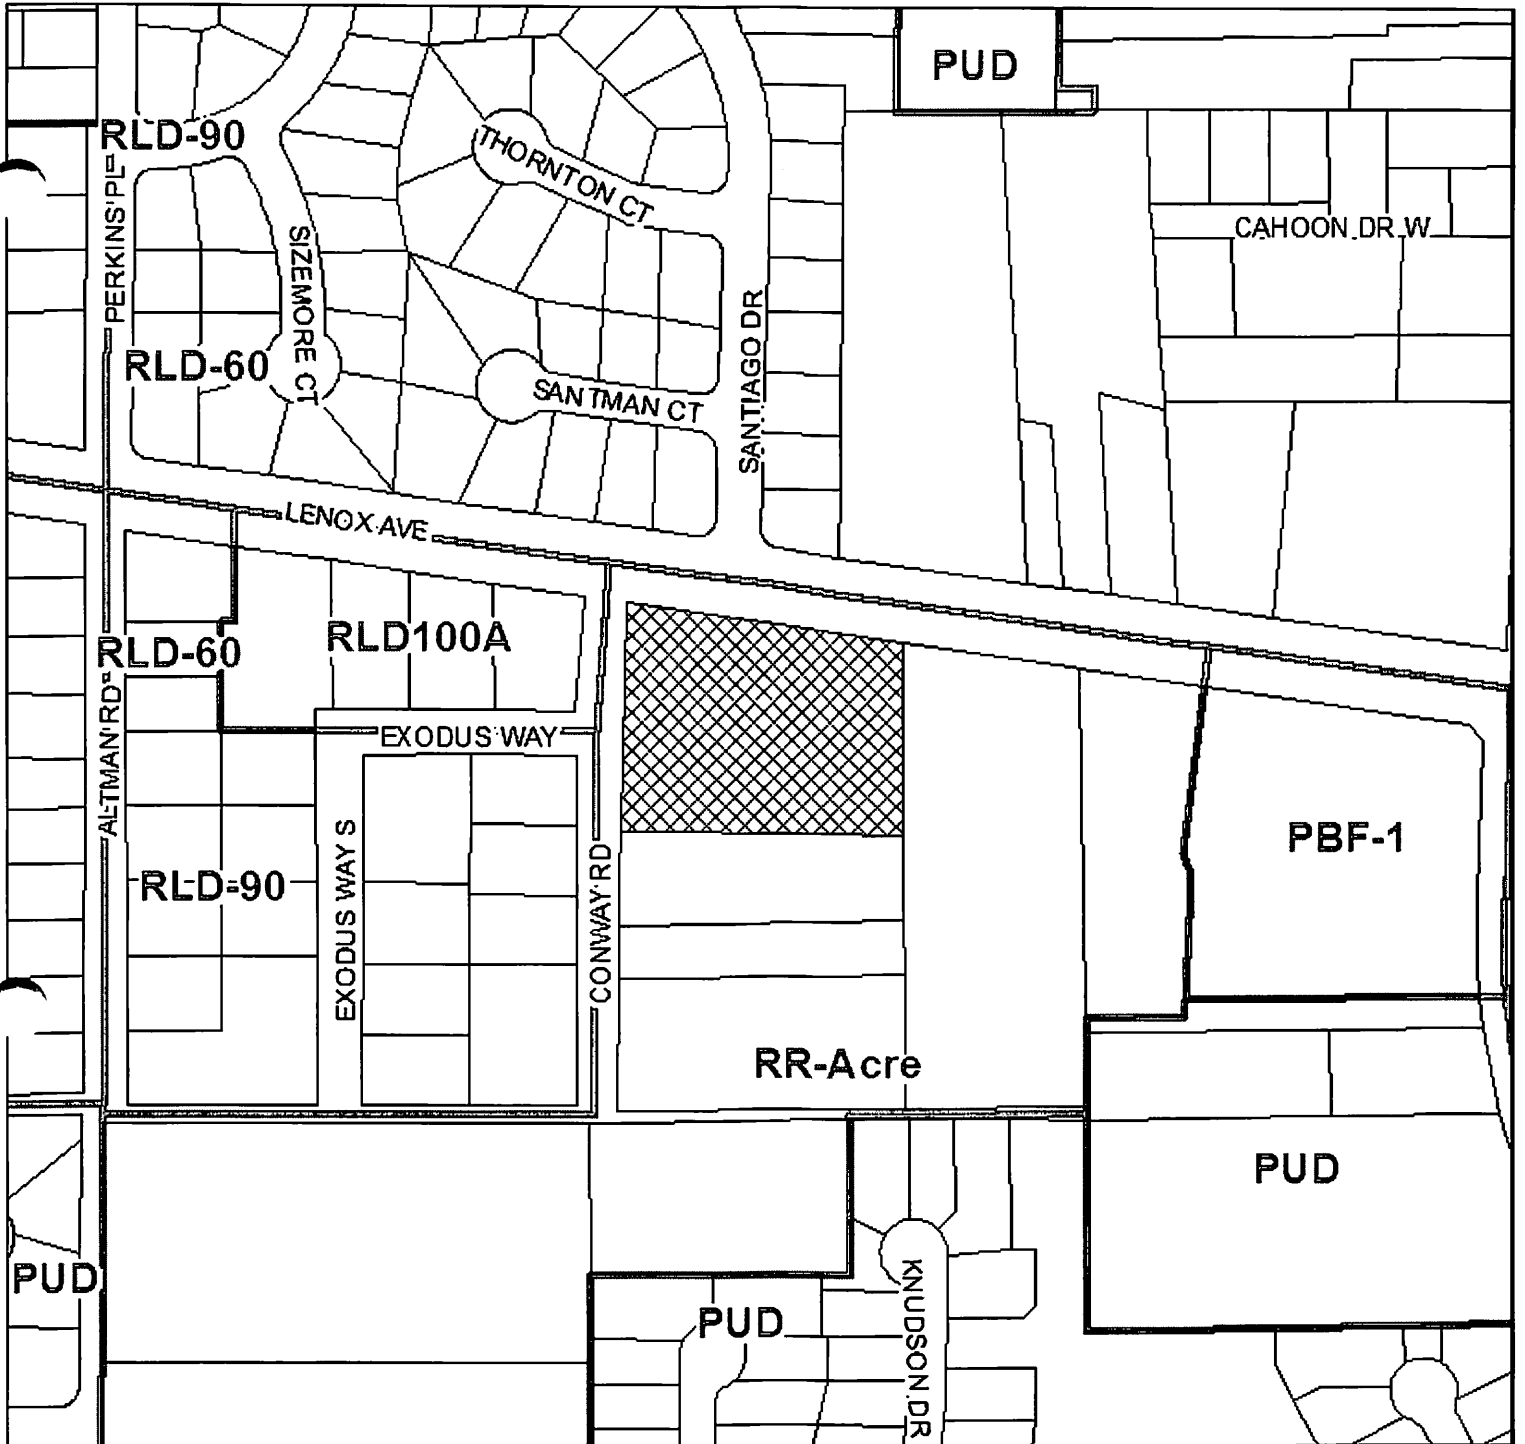 PUD
RLD-90
THORNTON CT
PERKINS PL
CAHOON DR W
SIZEMORE CT
SANTIAGO DR
RLD-60
SANTMAN CT
LENOX AVE
RLD-60
RLD100A
ALTMAN RD
EXODUS WAY
PBF-1
RLD-90
EXODUS WAY S
CONWAY RD
RR-Acre
PUD
PUD
PUD
KNUDSON DR